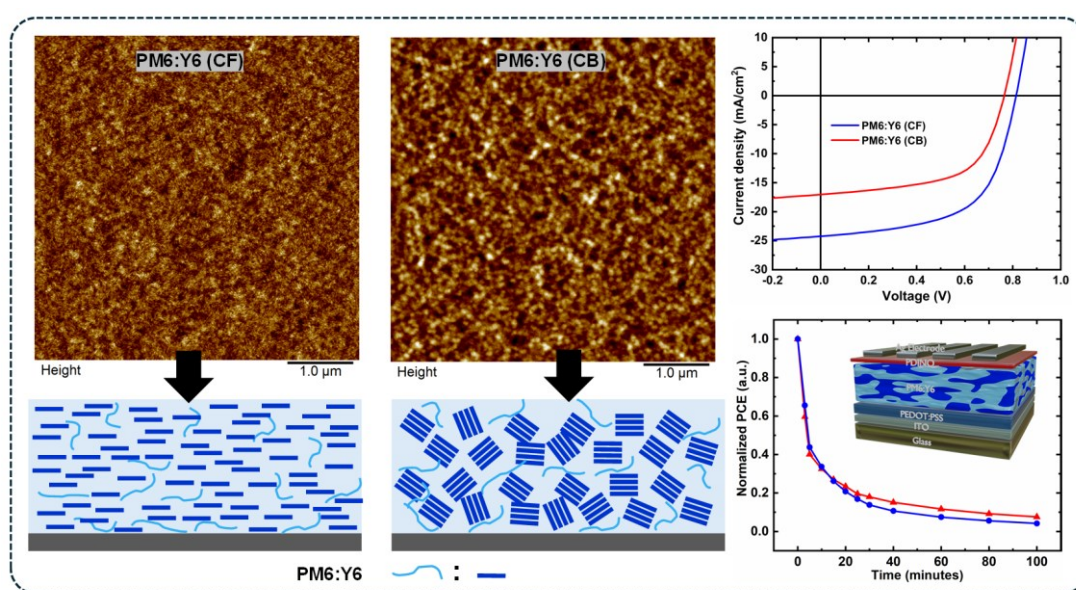 PM6:Y6 (CF)
Height
1.0 µm
PM6:Y6 (CB)
Height
1.0 µm
PM6:Y6
:
Current density (mA/cm²)
10
5
0
-5
-10
-15
-20
-25
-30
PM6:Y6 (CF)
PM6:Y6 (CB)
-0.2
0.0
0.2
0.4
0.6
0.8
1.0
Voltage (V)
Normalized PCE (a.u.)
1.0
0.8
0.6
0.4
0.2
0.0
Electrode
PDINO
PM6:Y6
PEDOT:PSS
ITO
Glass
0
20
40
60
80
100
Time (minutes)